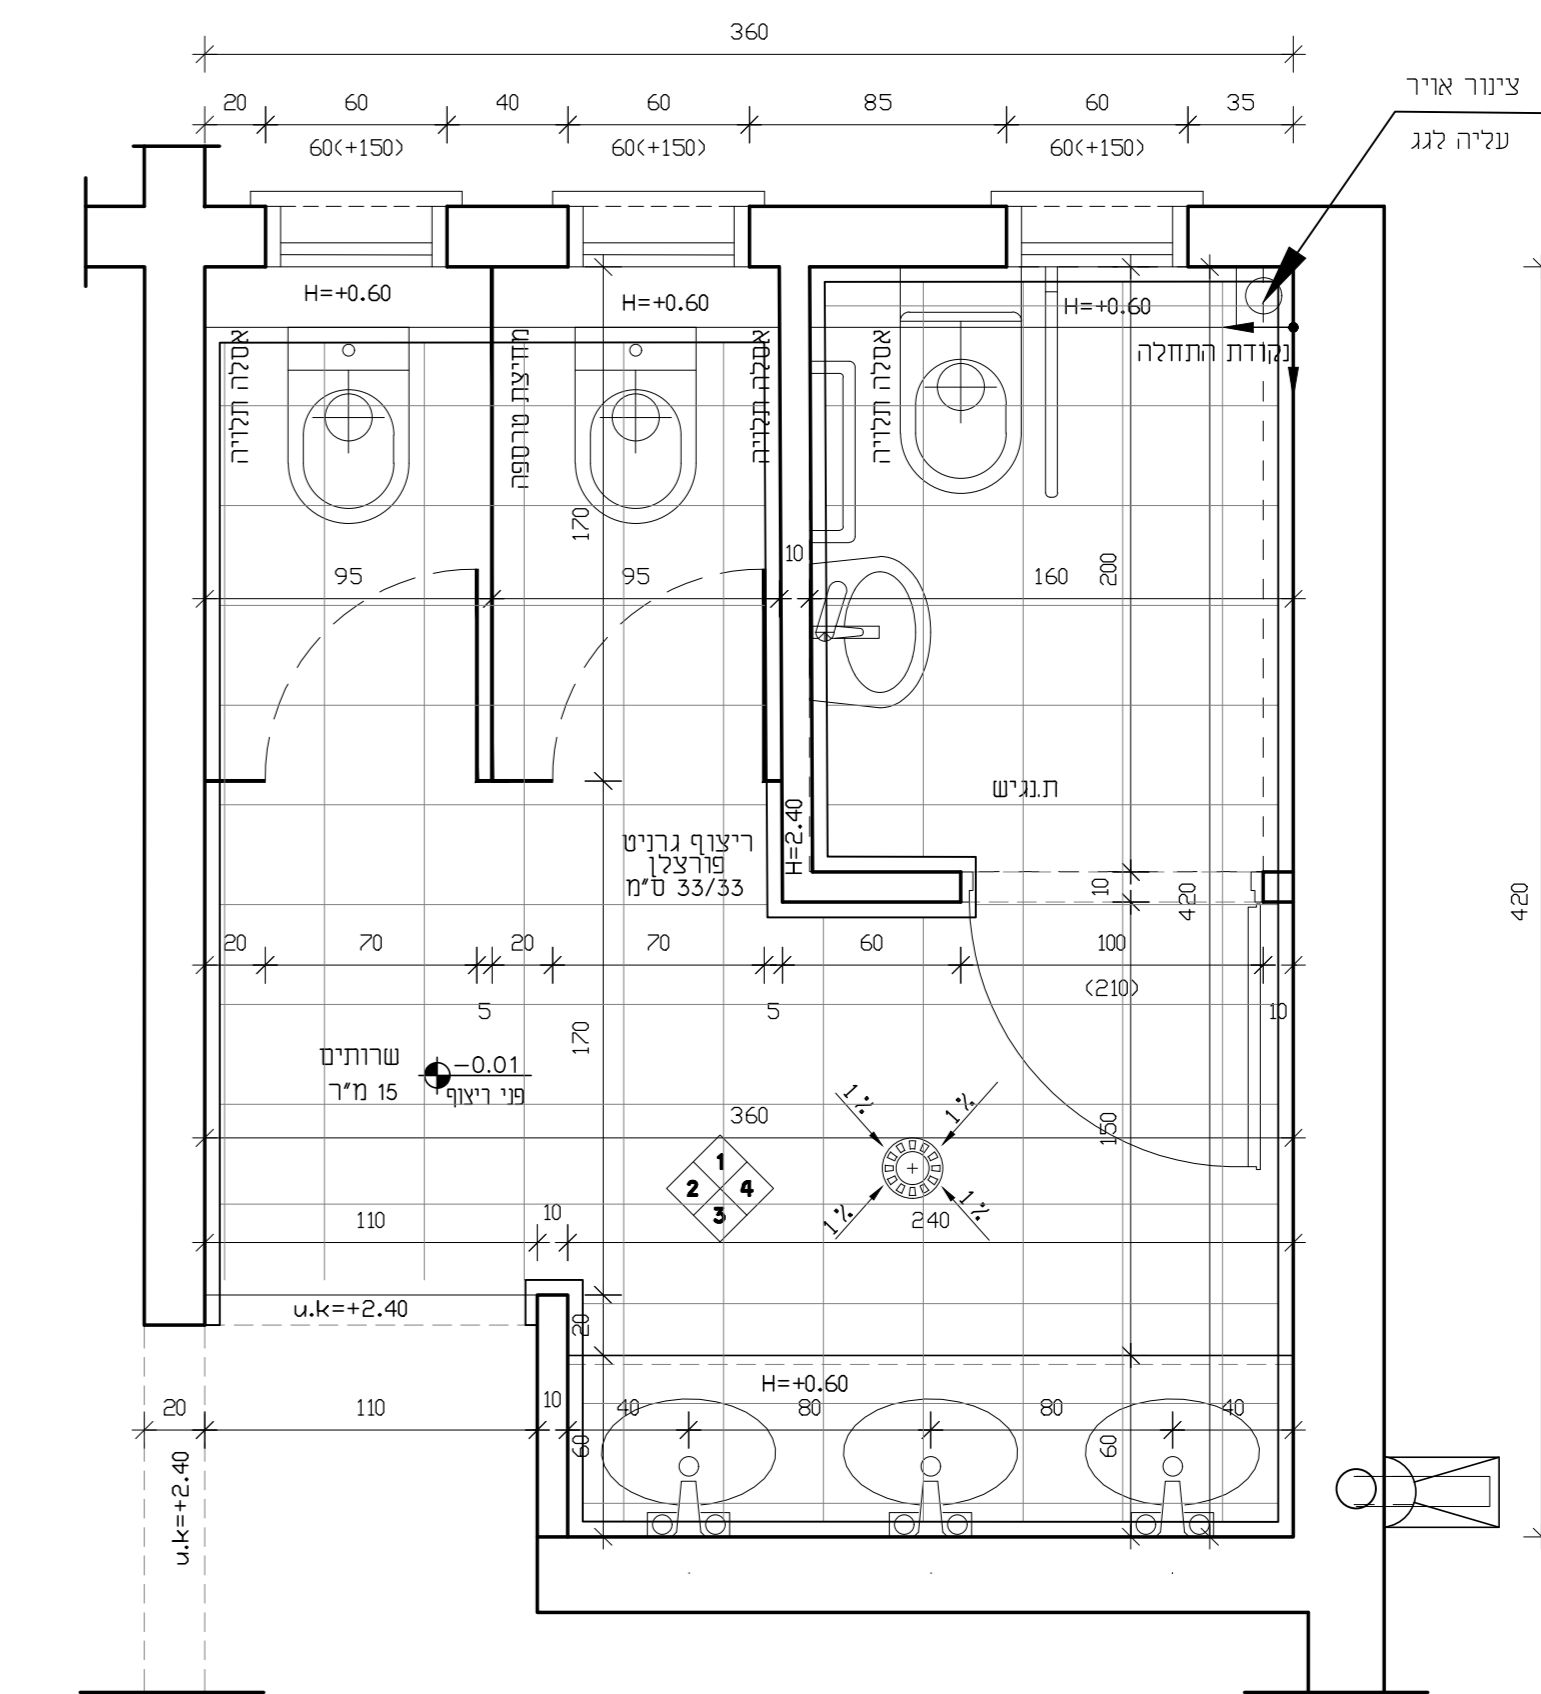 360
20 60 40 60 85 60 35
60(+150) 60(+150) 60(+150)
צינור אויר
עליה לגג
H=+0.60 H=+0.60 H=+0.60
נקודת התחלה
אסלה תלויה
מחיצת טרספה
אסלה תלויה
אסלה תלויה
170
10
95 95 160
200
ת.נגיש
H=2.40
ריצוף גרניט
פורצלן
33/33 ס"מ
10
420
420
20 70 20 70 60 100
(210)
5 5 10
170
שרותים
15 מ"ר
-0.01
פני ריצוף
360
150
1% 1%
1% 1%
1
2 4
3
110 10 240
u.k=+2.40
20
H=+0.60
20 110 10 40 80 80 40
60 60
u.k=+2.40